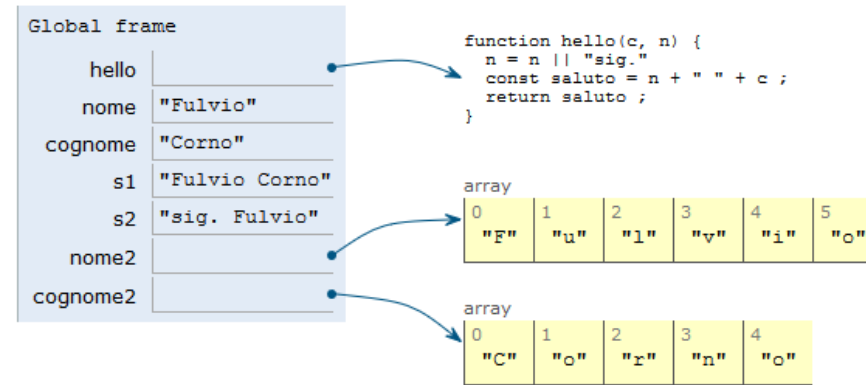 Global frame
hello
nome "Fulvio"
cognome "Corno"
s1 "Fulvio Corno"
s2 "sig. Fulvio"
nome2
cognome2
function hello(c, n) {
  n = n || "sig."
  const saluto = n + " " + c ;
  return saluto ;
}
array
0 1 2 3 4 5
"F" "u" "l" "v" "i" "o"
array
0 1 2 3 4
"C" "o" "r" "n" "o"